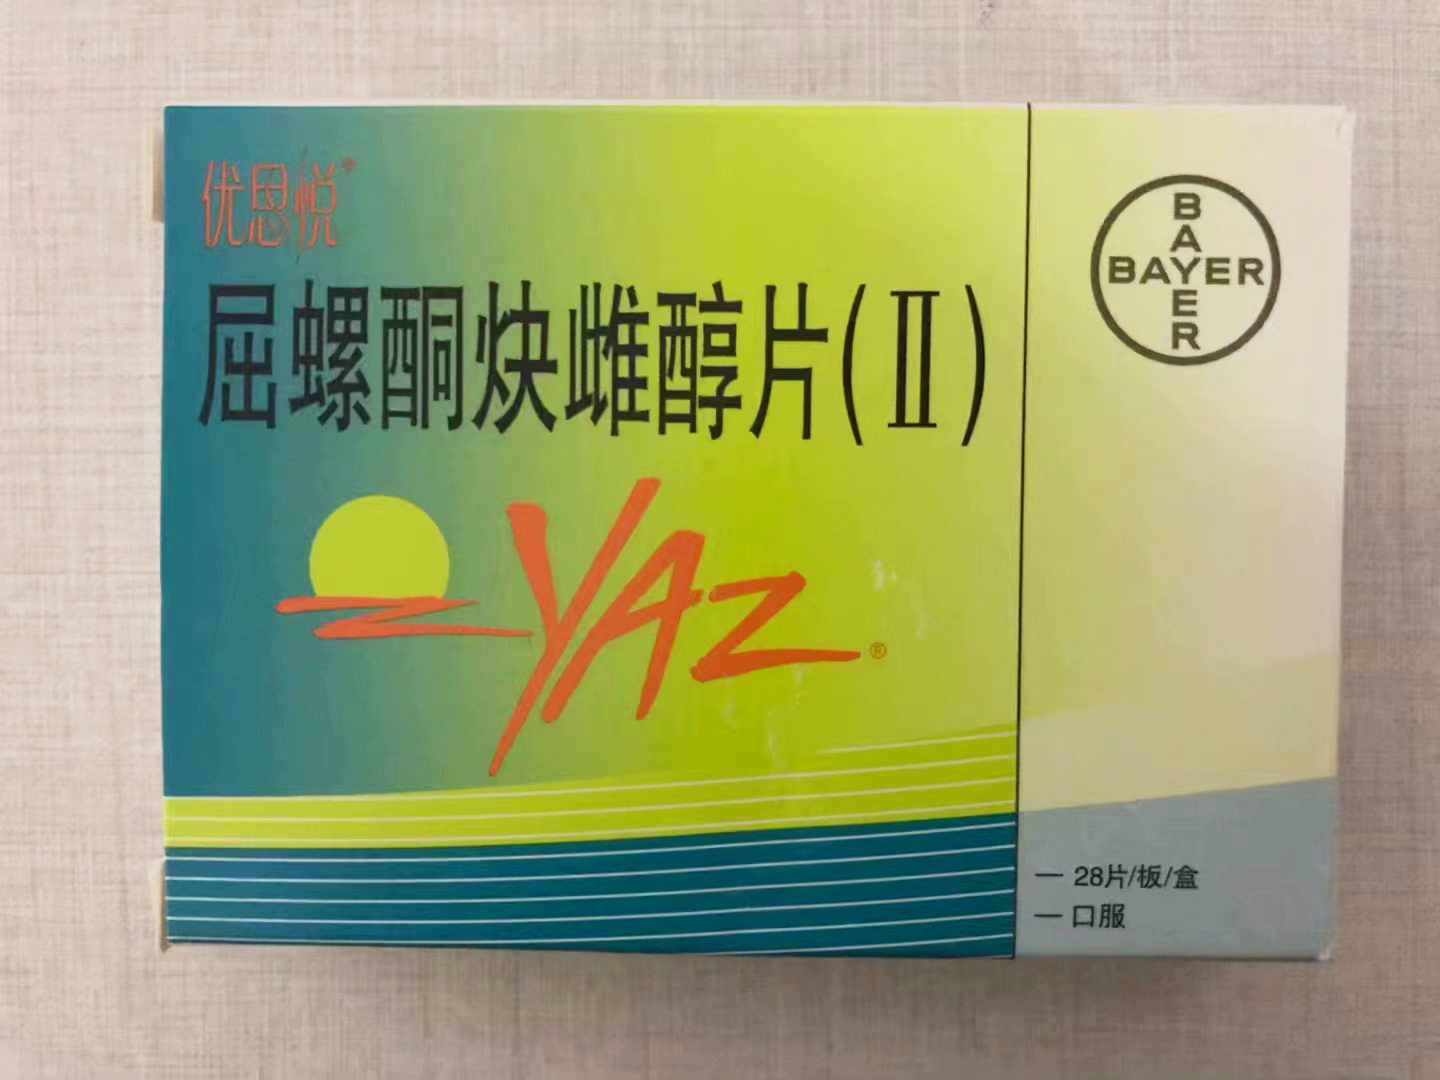 优思悦®
屈螺酮炔雌醇片(Ⅱ)
YAZ®
BAYER
BAYER
— 28片/板/盒
— 口服